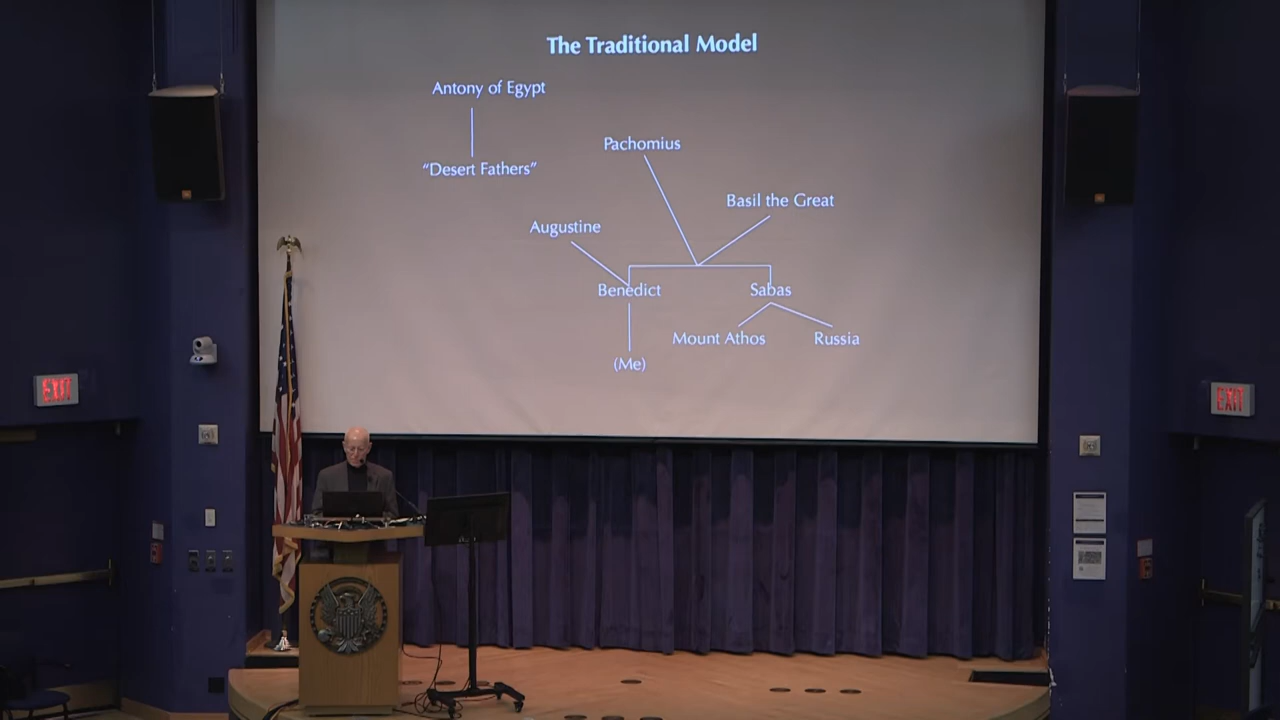 The Traditional Model
Antony of Egypt
Pachomius
“Desert Fathers”
Basil the Great
Augustine
Benedict
Sabas
Mount Athos
Russia
(Me)
EXIT
EXIT